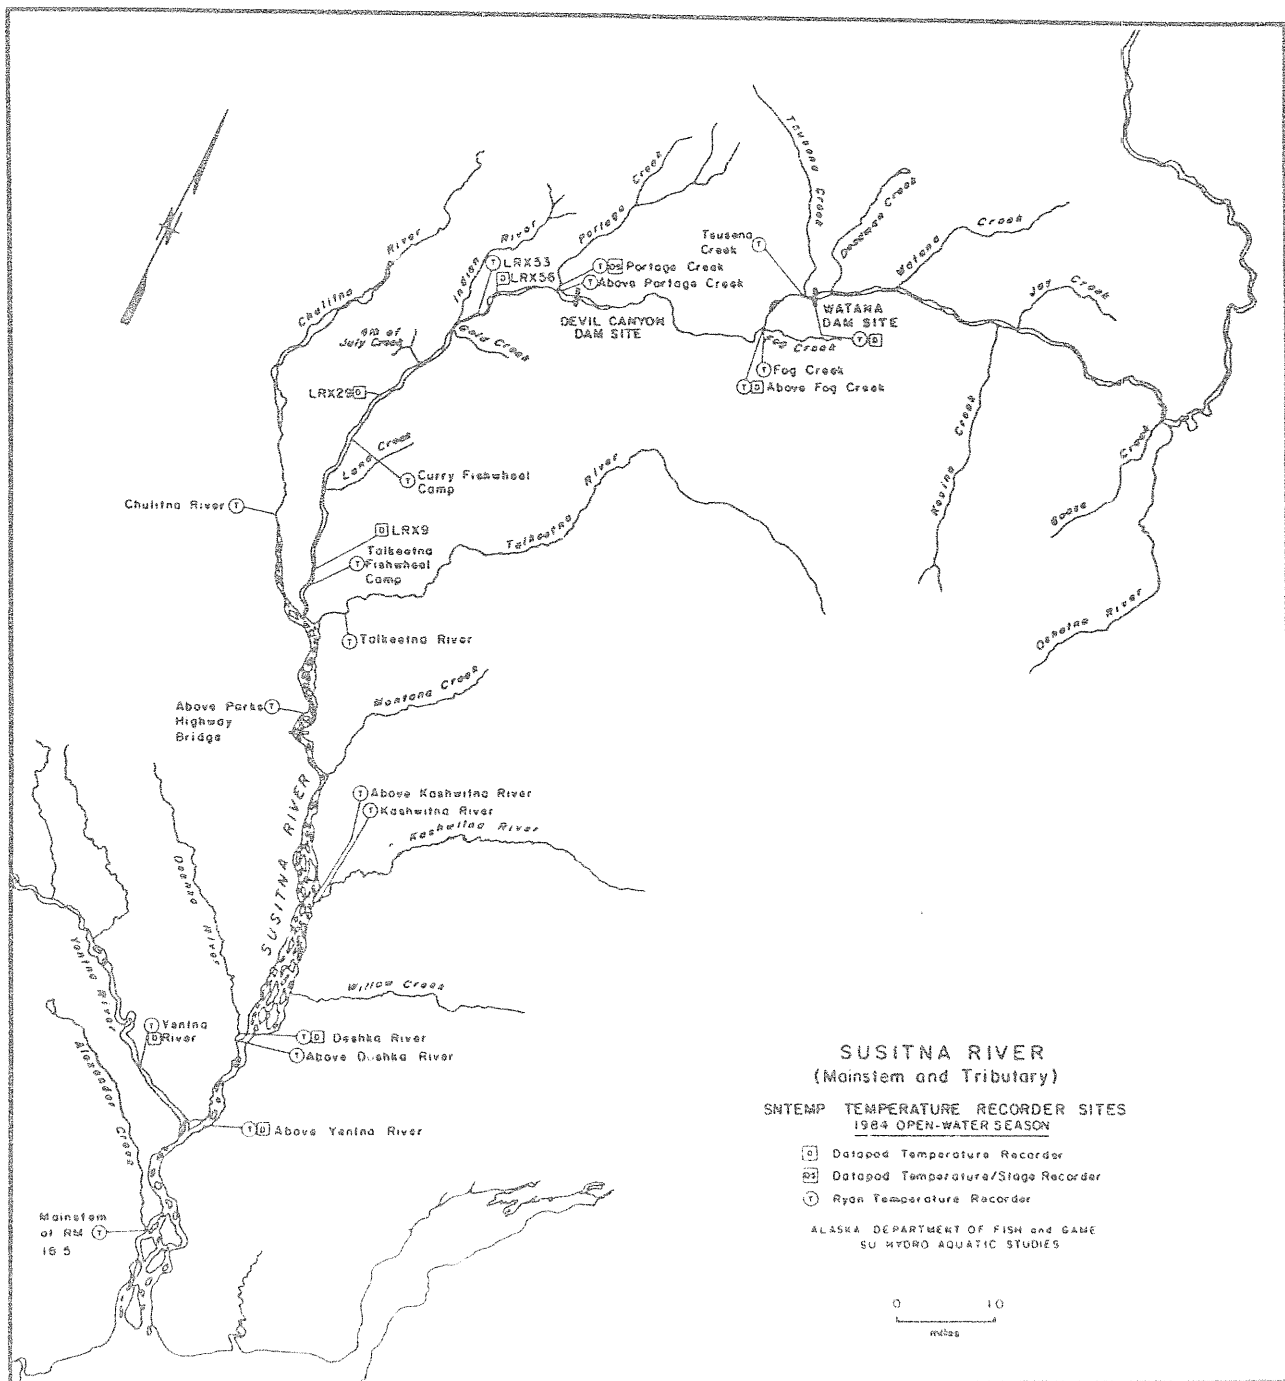 Tsusena Creek
Deadman Creek
Watana Creek
Jay Creek
Kosina Creek
Goose Creek
Oshetna River
Portage Creek
Indian River
Chulitna River
Tsusena
Creek T
T LRX53
D LRX56
T DS Portage Creek
T Above Portage Creek
DEVIL CANYON
DAM SITE
WATANA
DAM SITE
Fog Creek
T D
T Fog Creek
T D Above Fog Creek
Gold Creek
4th of
July Creek
LRX29 D
Lane Creek
T Curry Fishwheel
Camp
Talkeetna River
Chulitna River T
D LRX9
Talkeetna
T Fishwheel
Camp
T Talkeetna River
Montana Creek
Above Parks T
Highway
Bridge
T Above Kashwitna River
T Kashwitna River
Kashwitna River
SUSITNA RIVER
Deshka River
Yentna River
Willow Creek
Alexander Creek
T Yentna
D River
T D Deshka River
T Above Deshka River
T D Above Yentna River
Mainstem
at RM T
16.5
SUSITNA RIVER
(Mainstem and Tributary)
SNTEMP TEMPERATURE RECORDER SITES
1984 OPEN-WATER SEASON
D Datapod Temperature Recorder
DS Datapod Temperature/Stage Recorder
T Ryan Temperature Recorder
ALASKA DEPARTMENT OF FISH and GAME
SU HYDRO AQUATIC STUDIES
0 10
miles